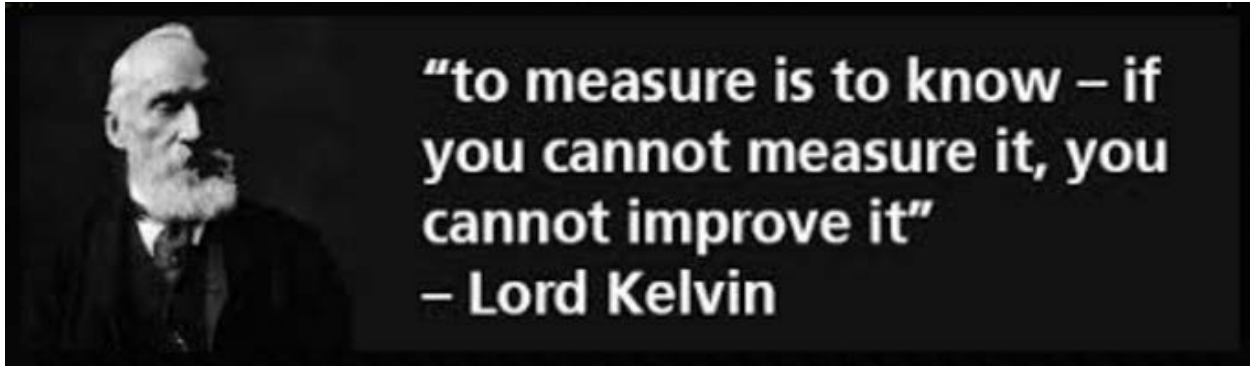 “to measure is to know – if
you cannot measure it, you
cannot improve it”
– Lord Kelvin